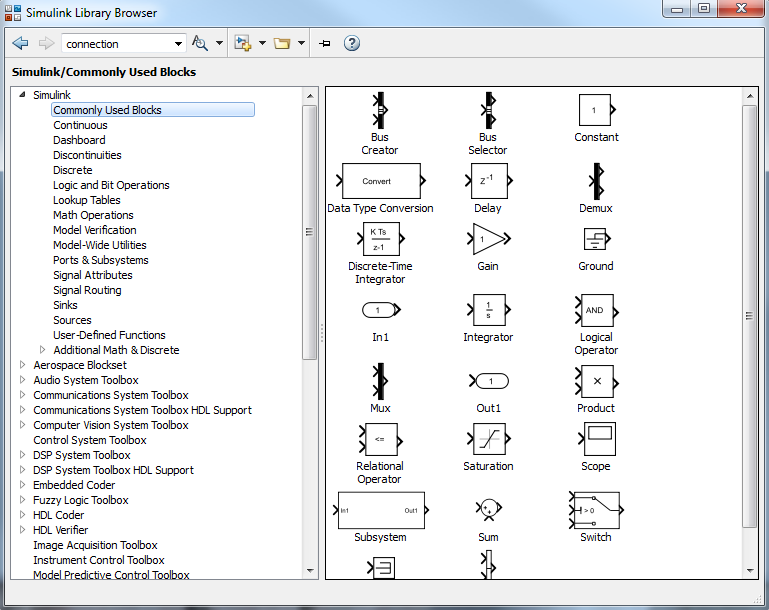 Simulink Library Browser
connection
Simulink/Commonly Used Blocks
Simulink
Commonly Used Blocks
Continuous
Dashboard
Discontinuities
Discrete
Logic and Bit Operations
Lookup Tables
Math Operations
Model Verification
Model-Wide Utilities
Ports & Subsystems
Signal Attributes
Signal Routing
Sinks
Sources
User-Defined Functions
Additional Math & Discrete
Aerospace Blockset
Audio System Toolbox
Communications System Toolbox
Communications System Toolbox HDL Support
Computer Vision System Toolbox
Control System Toolbox
DSP System Toolbox
DSP System Toolbox HDL Support
Embedded Coder
Fuzzy Logic Toolbox
HDL Coder
HDL Verifier
Image Acquisition Toolbox
Instrument Control Toolbox
Model Predictive Control Toolbox
Bus
Creator
Bus
Selector
1
Constant
Convert
Data Type Conversion
z-1
Delay
Demux
K Ts
z-1
Discrete-Time
Integrator
1
Gain
Ground
1
In1
1
s
Integrator
AND
Logical
Operator
Mux
1
Out1
×
Product
<=
Relational
Operator
Saturation
Scope
In1 Out1
Subsystem
+ +
Sum
> 0
Switch